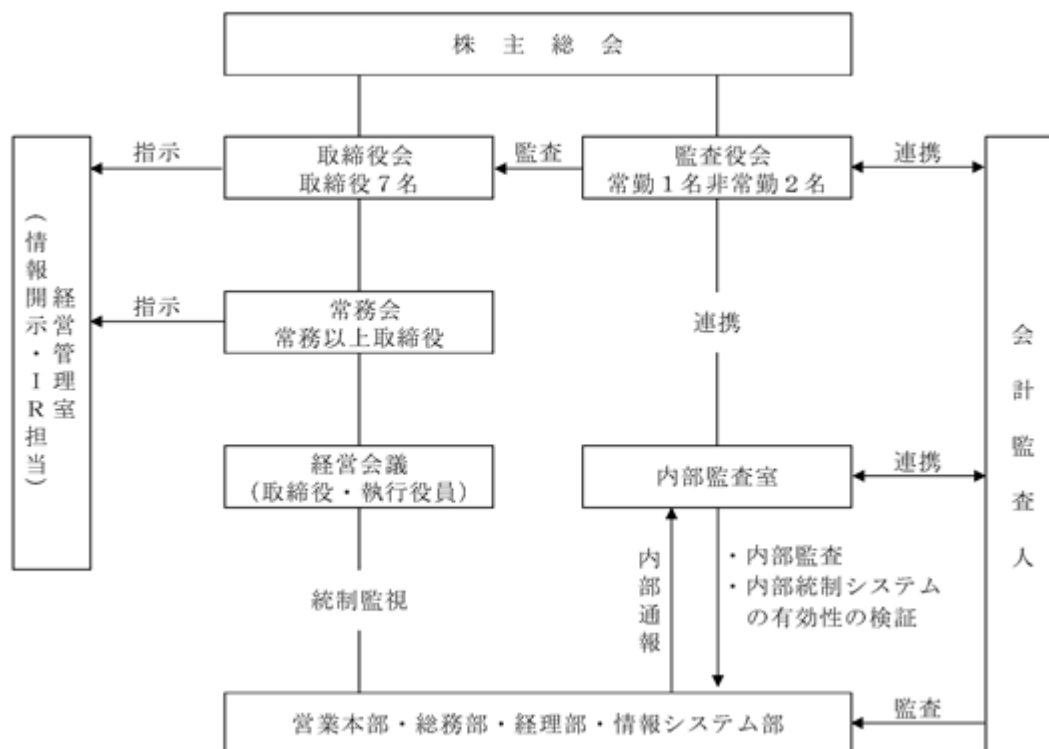 株主総会
指示
取締役会
取締役７名
監査
監査役会
常勤１名非常勤２名
連携
経営管理室
（情報開示・ＩＲ担当）
指示
常務会
常務以上取締役
連携
会計監査人
経営会議
（取締役・執行役員）
内部監査室
連携
統制監視
内部通報
・内部監査
・内部統制システム
の有効性の検証
営業本部・総務部・経理部・情報システム部
監査